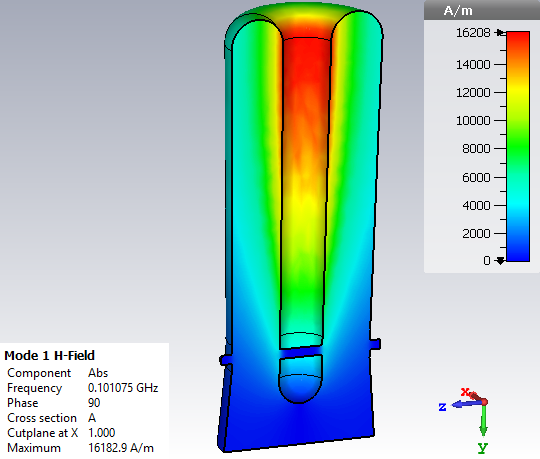 A/m
16208
14000
12000
10000
8000
6000
4000
2000
0
Mode 1 H-Field
Component Abs
Frequency 0.101075 GHz
Phase 90
Cross section A
Cutplane at X 1.000
Maximum 16182.9 A/m
x
z
y